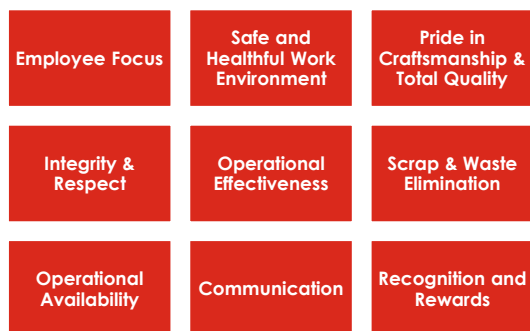 Employee Focus
Safe and
Healthful Work
Environment
Pride in
Craftsmanship &
Total Quality
Integrity &
Respect
Operational
Effectiveness
Scrap & Waste
Elimination
Operational
Availability
Communication
Recognition and
Rewards